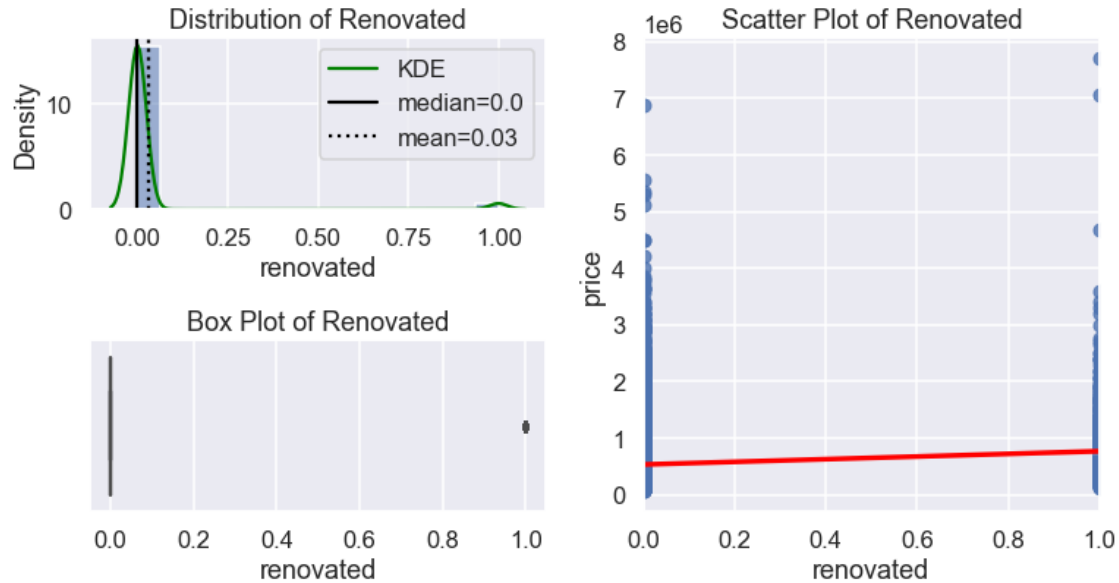 Distribution of Renovated
Density
10
0
KDE
median=0.0
mean=0.03
0.00 0.25 0.50 0.75 1.00
renovated
Box Plot of Renovated
0.0 0.2 0.4 0.6 0.8 1.0
renovated
Scatter Plot of Renovated
1e6
price
8
7
6
5
4
3
2
1
0
0.0 0.2 0.4 0.6 0.8 1.0
renovated